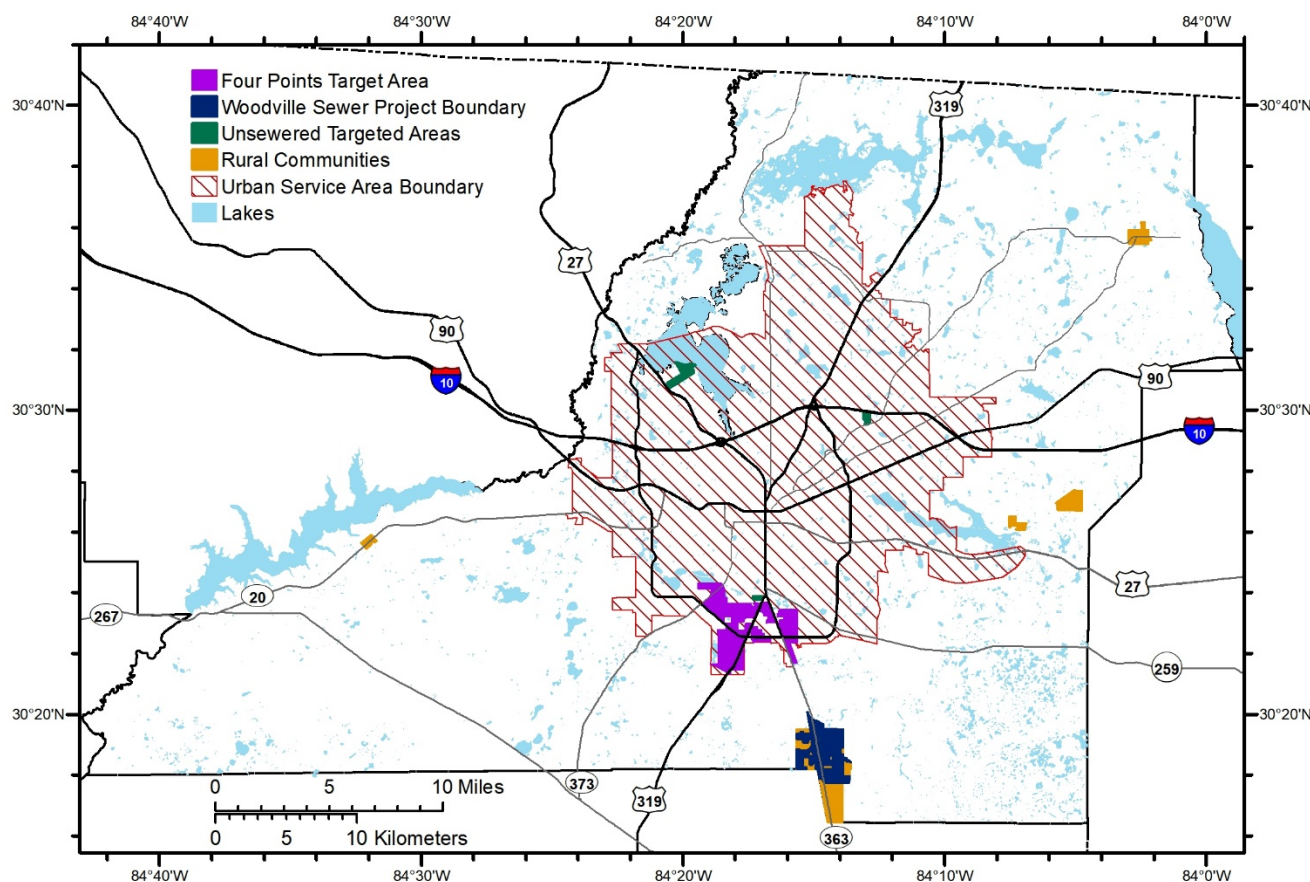 84°40'W 84°30'W 84°20'W 84°10'W 84°0'W
Four Points Target Area
Woodville Sewer Project Boundary
Unsewered Targeted Areas
Rural Communities
Urban Service Area Boundary
Lakes
30°40'N 30°40'N
319
27
90
10
90
30°30'N 30°30'N
10
20
267
27
259
30°20'N 30°20'N
0 5 10 Miles
0 5 10 Kilometers
373
319
363
84°40'W 84°30'W 84°20'W 84°10'W 84°0'W